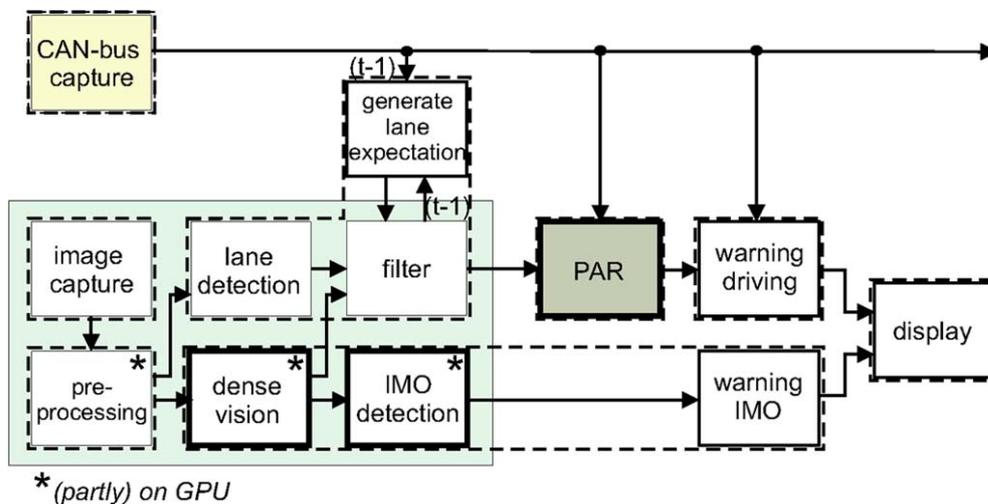 CAN-bus
capture
(t-1)
generate
lane
expectation
(t-1)
image
capture
lane
detection
filter
PAR
warning
driving
display
pre-
processing
*
dense
vision
*
IMO
detection
*
warning
IMO
* (partly) on GPU